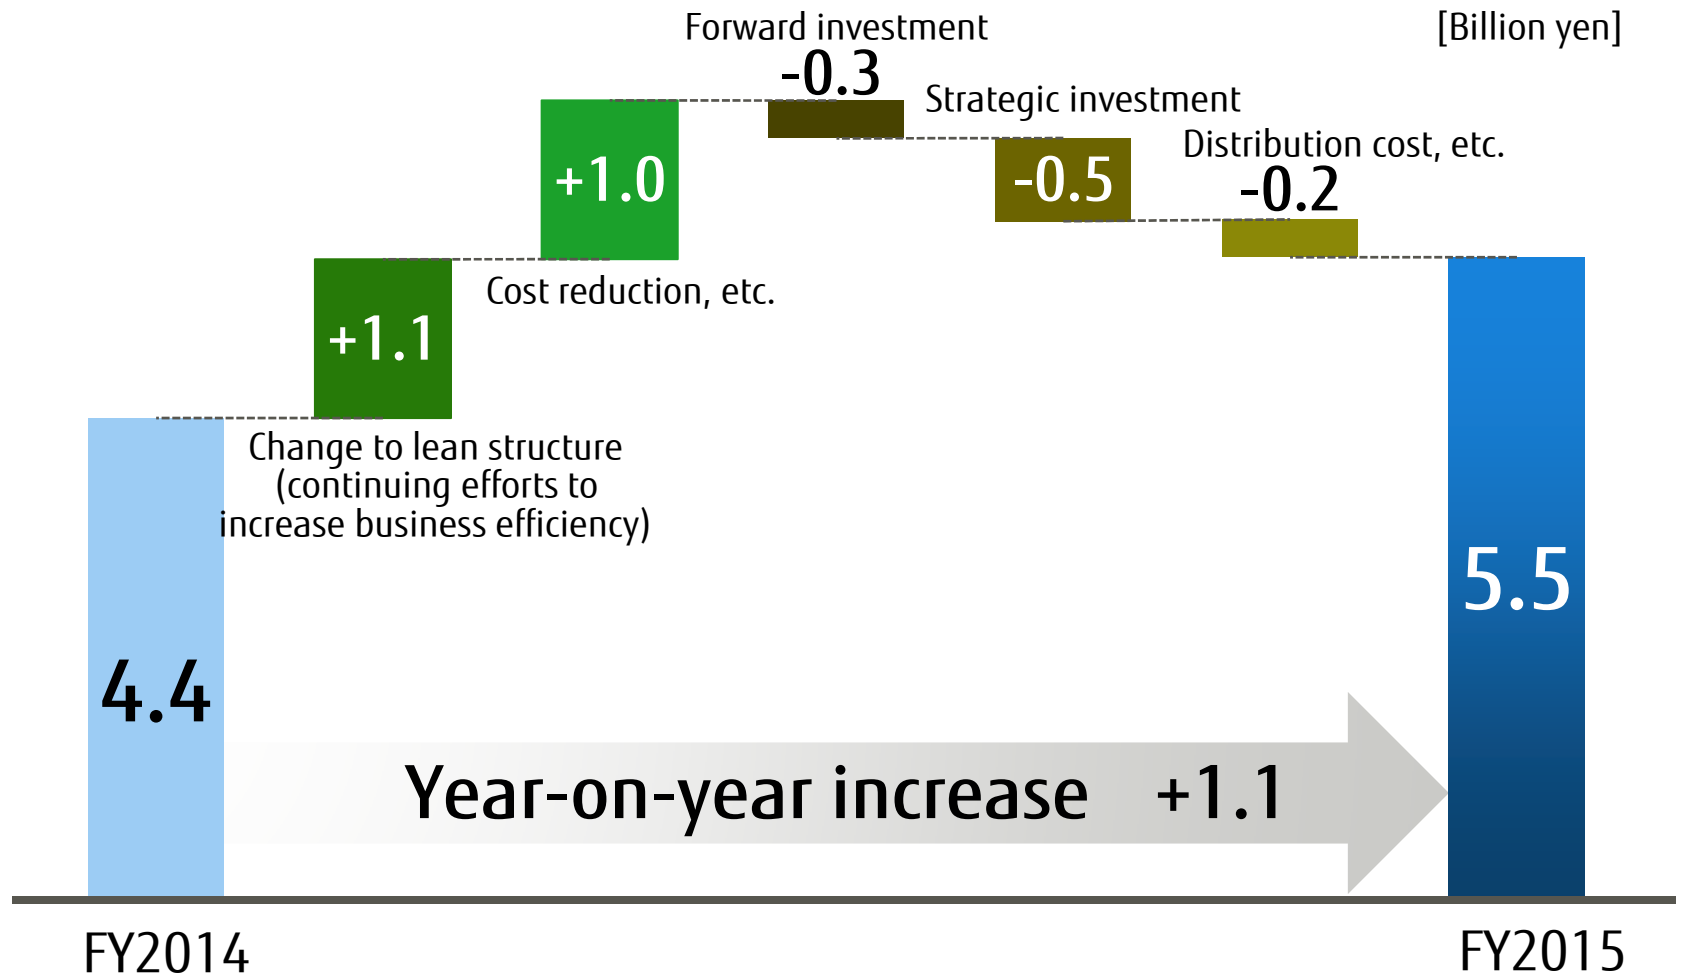 [Billion yen]
Forward investment
-0.3
Strategic investment
-0.5
Distribution cost, etc.
-0.2
+1.0
Cost reduction, etc.
+1.1
Change to lean structure
(continuing efforts to
increase business efficiency)
4.4
5.5
Year-on-year increase +1.1
FY2014
FY2015